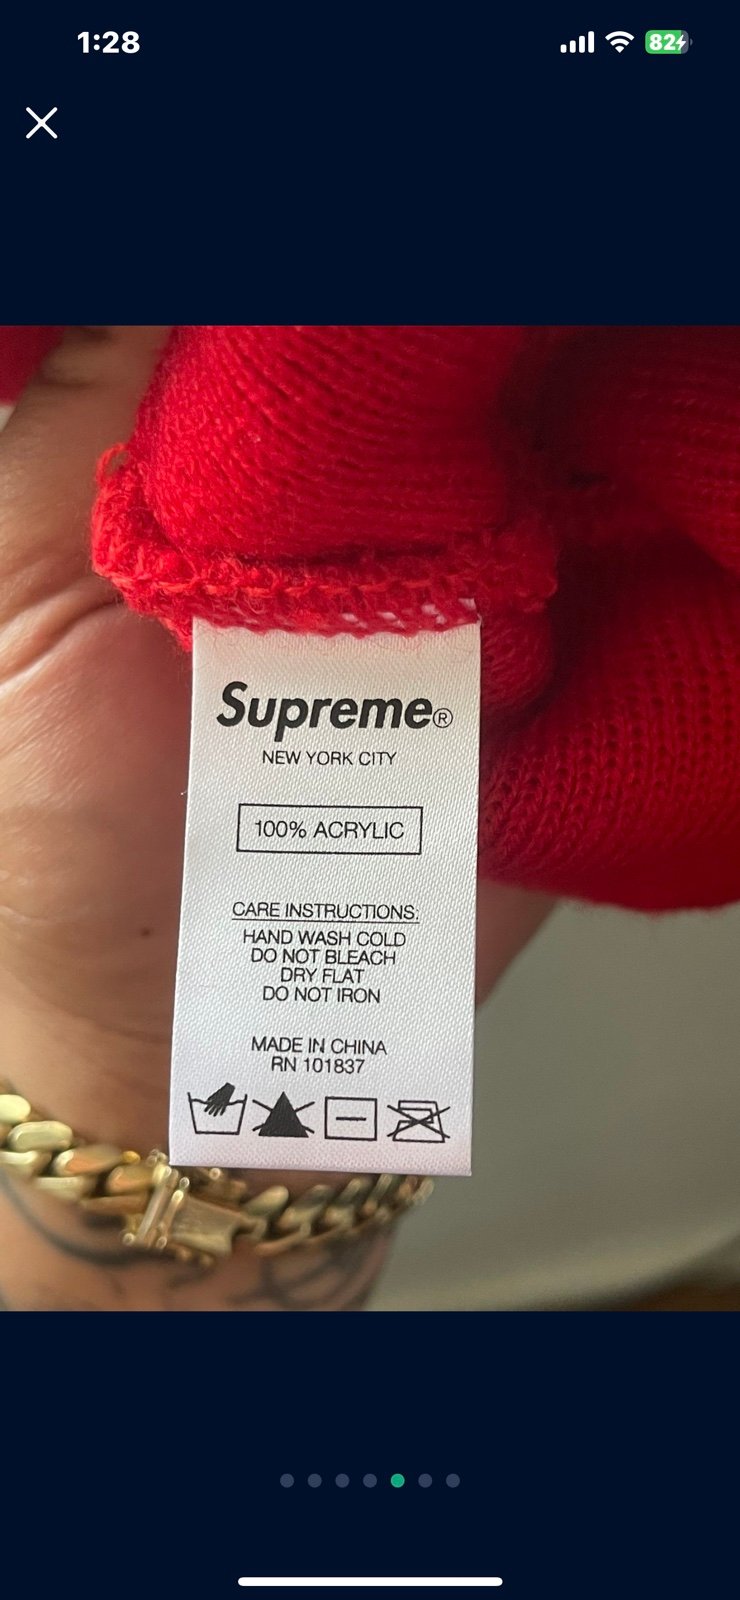 1:28
82
Supreme®
NEW YORK CITY
100% ACRYLIC
CARE INSTRUCTIONS:
HAND WASH COLD
DO NOT BLEACH
DRY FLAT
DO NOT IRON
MADE IN CHINA
RN 101837